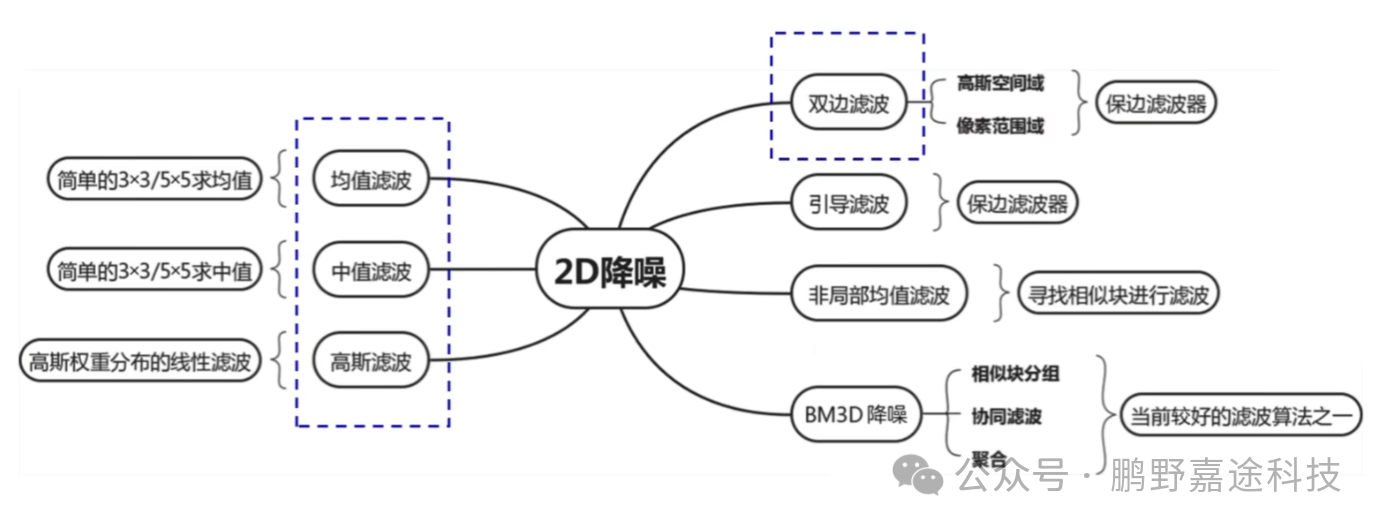 2D降噪
均值滤波
简单的3×3/5×5求均值
中值滤波
简单的3×3/5×5求中值
高斯滤波
高斯权重分布的线性滤波
双边滤波
高斯空间域
像素范围域
保边滤波器
引导滤波
保边滤波器
非局部均值滤波
寻找相似块进行滤波
BM3D 降噪
相似块分组
协同滤波
聚合
当前较好的滤波算法之一
公众号 · 鹏野嘉途科技